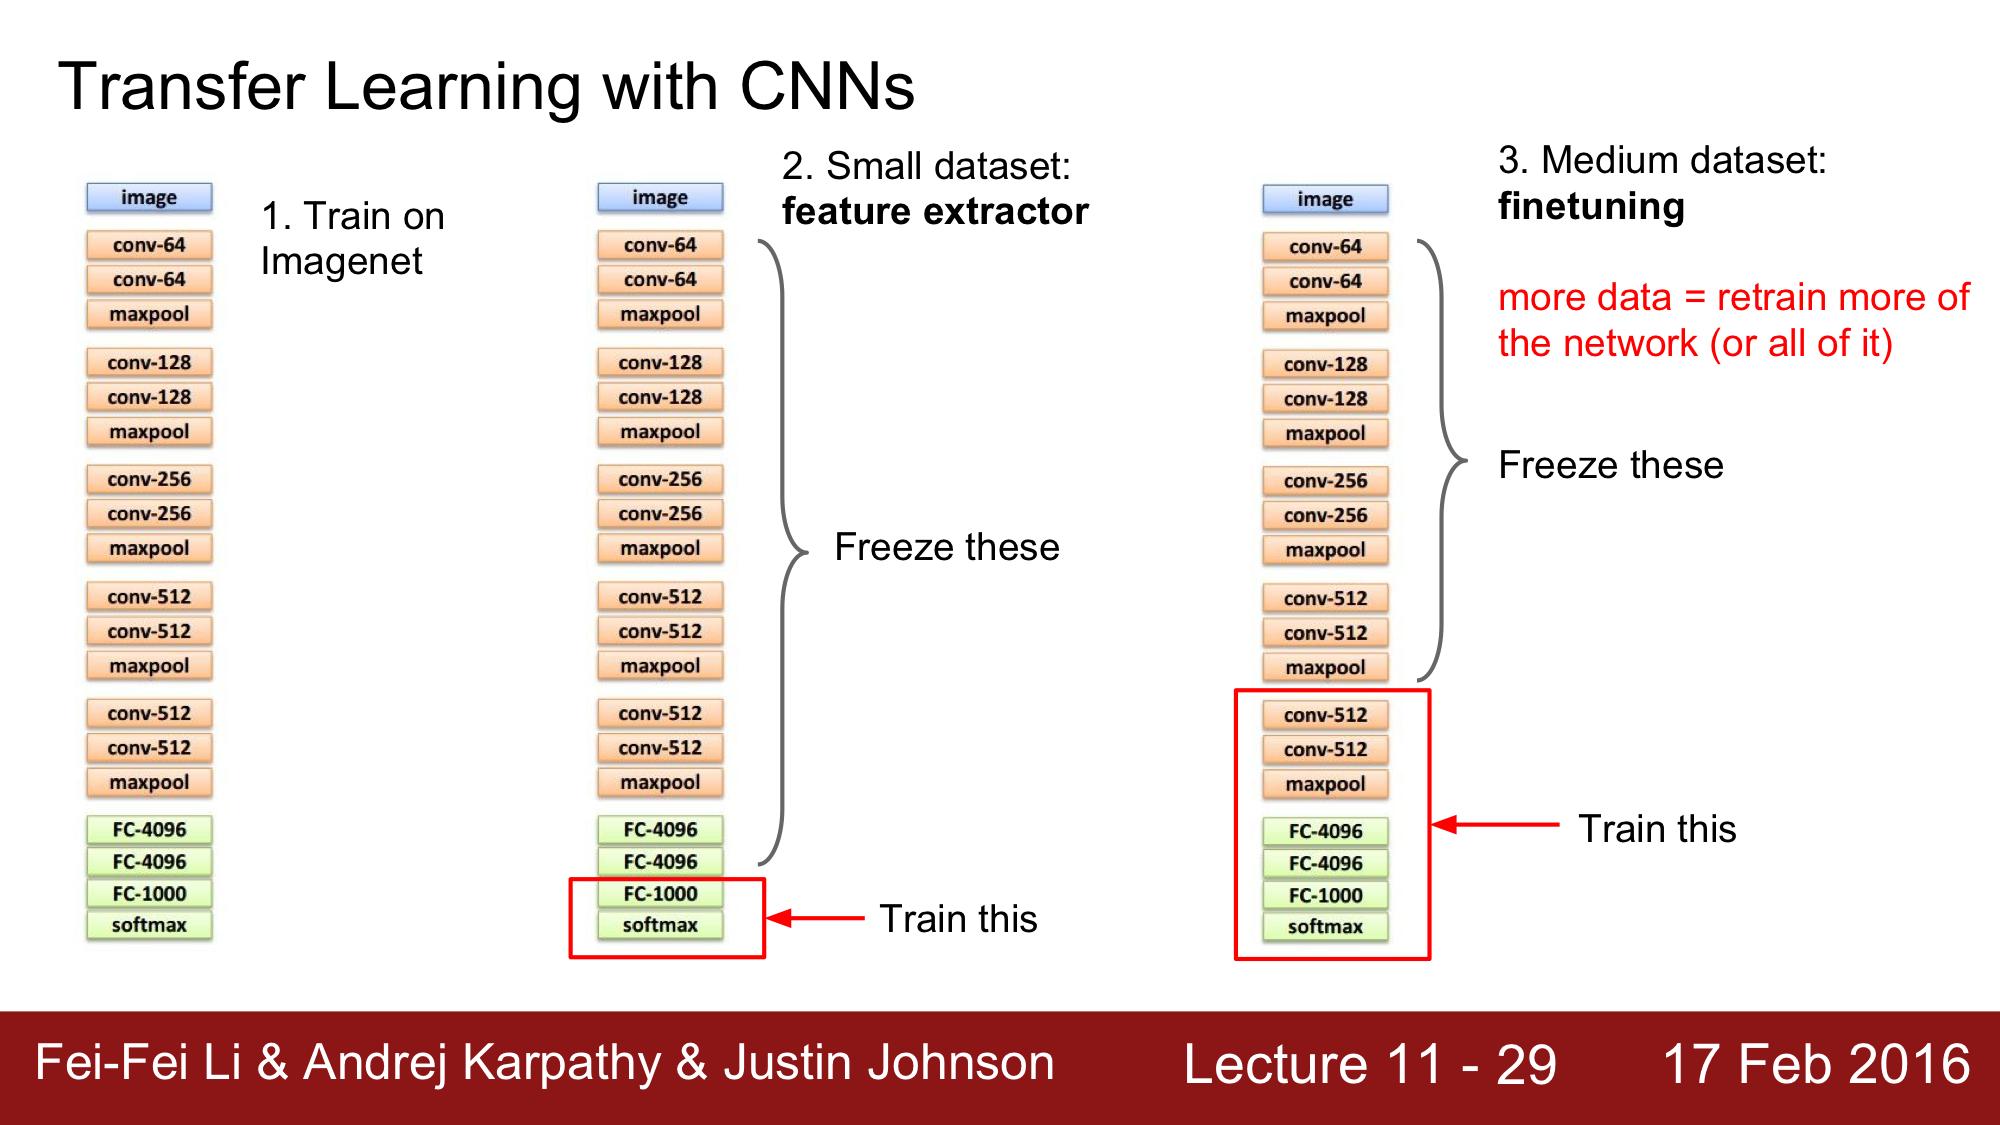 Transfer Learning with CNNs
image
conv-64
conv-64
maxpool
conv-128
conv-128
maxpool
conv-256
conv-256
maxpool
conv-512
conv-512
maxpool
conv-512
conv-512
maxpool
FC-4096
FC-4096
FC-1000
softmax
1. Train on
Imagenet
image
conv-64
conv-64
maxpool
conv-128
conv-128
maxpool
conv-256
conv-256
maxpool
conv-512
conv-512
maxpool
conv-512
conv-512
maxpool
FC-4096
FC-4096
FC-1000
softmax
2. Small dataset:
feature extractor
Freeze these
Train this
image
conv-64
conv-64
maxpool
conv-128
conv-128
maxpool
conv-256
conv-256
maxpool
conv-512
conv-512
maxpool
conv-512
conv-512
maxpool
FC-4096
FC-4096
FC-1000
softmax
3. Medium dataset:
finetuning
more data = retrain more of
the network (or all of it)
Freeze these
Train this
Fei-Fei Li & Andrej Karpathy & Justin Johnson
Lecture 11 - 29
17 Feb 2016